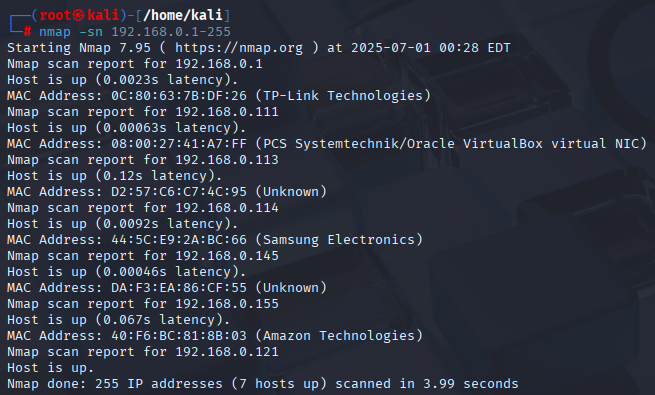 ┌──(root㉿kali)-[/home/kali]
└─# nmap -sn 192.168.0.1-255
Starting Nmap 7.95 ( https://nmap.org ) at 2025-07-01 00:28 EDT
Nmap scan report for 192.168.0.1
Host is up (0.0023s latency).
MAC Address: 0C:80:63:7B:DF:26 (TP-Link Technologies)
Nmap scan report for 192.168.0.111
Host is up (0.00063s latency).
MAC Address: 08:00:27:41:A7:FF (PCS Systemtechnik/Oracle VirtualBox virtual NIC)
Nmap scan report for 192.168.0.113
Host is up (0.12s latency).
MAC Address: D2:57:C6:C7:4C:95 (Unknown)
Nmap scan report for 192.168.0.114
Host is up (0.0092s latency).
MAC Address: 44:5C:E9:2A:BC:66 (Samsung Electronics)
Nmap scan report for 192.168.0.145
Host is up (0.00046s latency).
MAC Address: DA:F3:EA:86:CF:55 (Unknown)
Nmap scan report for 192.168.0.155
Host is up (0.067s latency).
MAC Address: 40:F6:BC:81:8B:03 (Amazon Technologies)
Nmap scan report for 192.168.0.121
Host is up.
Nmap done: 255 IP addresses (7 hosts up) scanned in 3.99 seconds